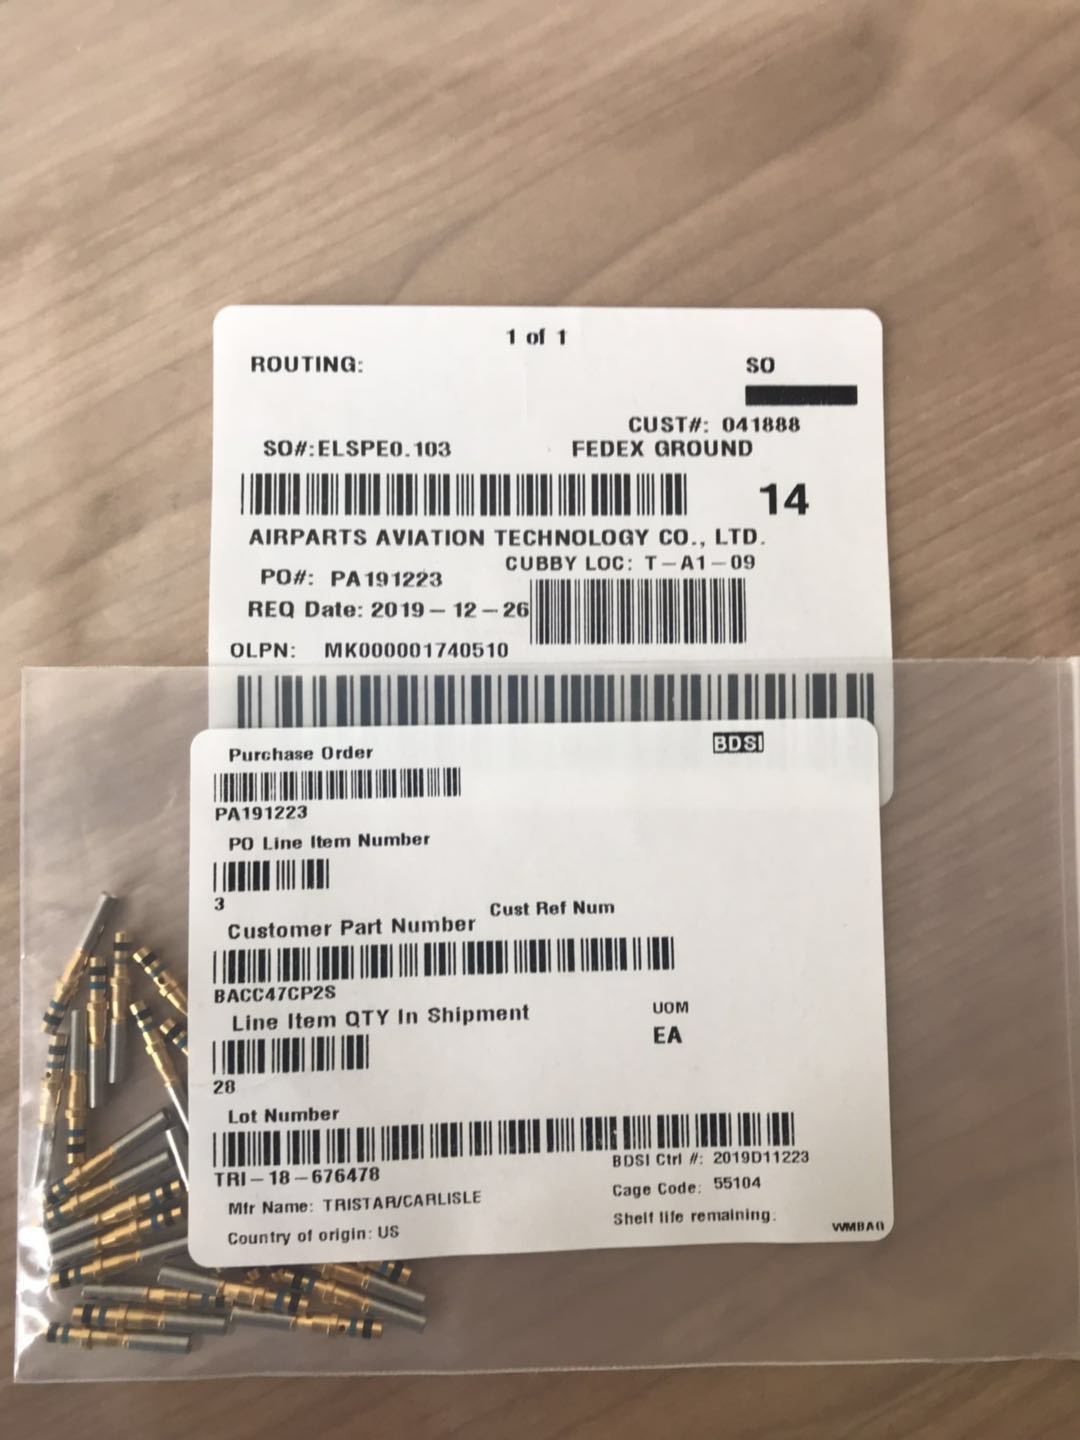 1 of 1
ROUTING:
SO
CUST#: 041888
SO#:ELSPE0.103
FEDEX GROUND
14
AIRPARTS AVIATION TECHNOLOGY CO., LTD.
CUBBY LOC: T-A1-09
PO#: PA191223
REQ Date: 2019-12-26
OLPN: MK000001740510
Purchase Order
BDSI
PA191223
PO Line Item Number
3
Cust Ref Num
Customer Part Number
BACC47CP2S
Line Item QTY In Shipment
UOM
EA
28
Lot Number
TRI-18-676478
BDSI Ctrl #: 2019D11223
Mfr Name: TRISTAR/CARLISLE
Cage Code: 55104
Country of origin: US
Shelf life remaining:
WMBA0